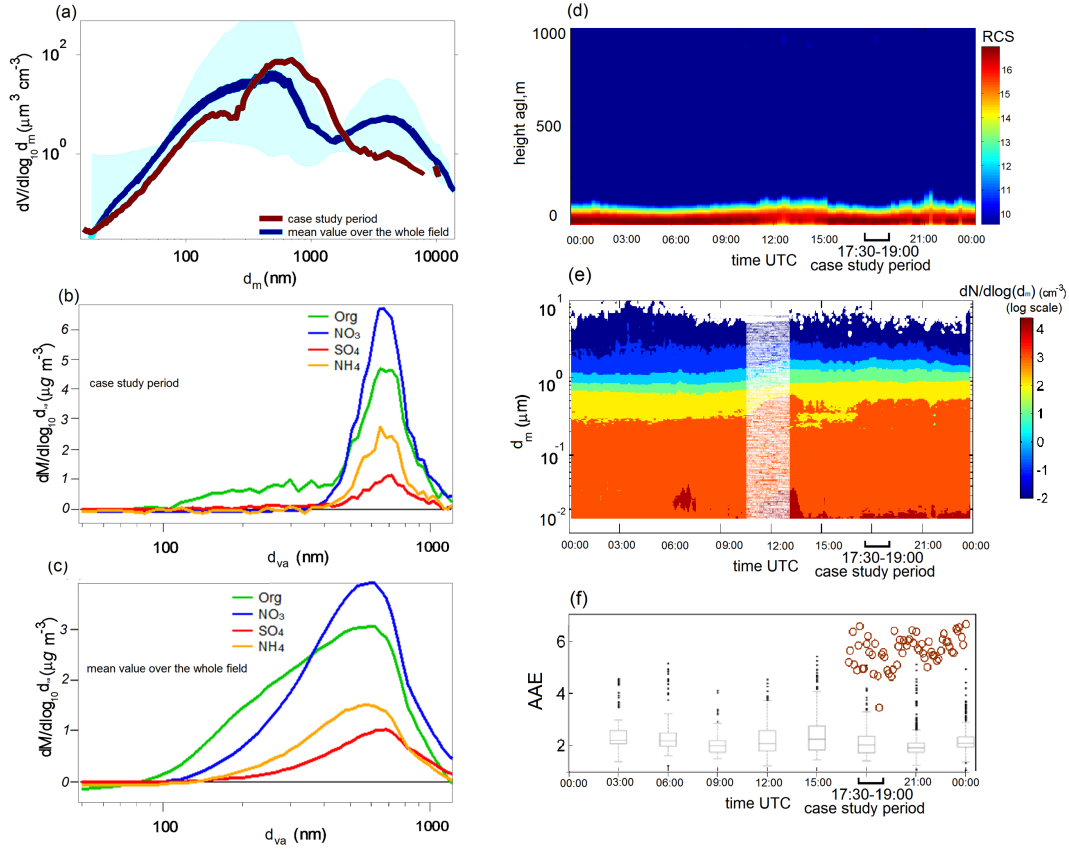 (a)
dV/dlog₁₀d_m (μm³ cm⁻³)
10²
10⁰
case study period
mean value over the whole field
100
1000
10000
d_m (nm)
(b)
dM/dlog₁₀d (μg m⁻³)
6
5
4
3
2
1
0
case study period
Org
NO₃
SO₄
NH₄
100
1000
d_va (nm)
(c)
dM/dlog₁₀d (μg m⁻³)
3
2
1
0
mean value over the whole field
Org
NO₃
SO₄
NH₄
100
1000
d_va (nm)
(d)
height agl,m
1000
500
0
RCS
16
15
14
13
12
11
10
00:00 03:00 06:00 09:00 12:00 15:00 21:00 00:00
time UTC
17:30-19:00
case study period
(e)
d_m (μm)
10¹
10⁰
10⁻¹
10⁻²
dN/dlog(d_m) (cm⁻³)
(log scale)
4
3
2
1
0
-1
-2
00:00 03:00 06:00 09:00 12:00 15:00 21:00 00:00
time UTC
17:30-19:00
case study period
(f)
AAE
6
4
2
03:00 06:00 09:00 12:00 15:00 21:00 00:00
time UTC
17:30-19:00
case study period